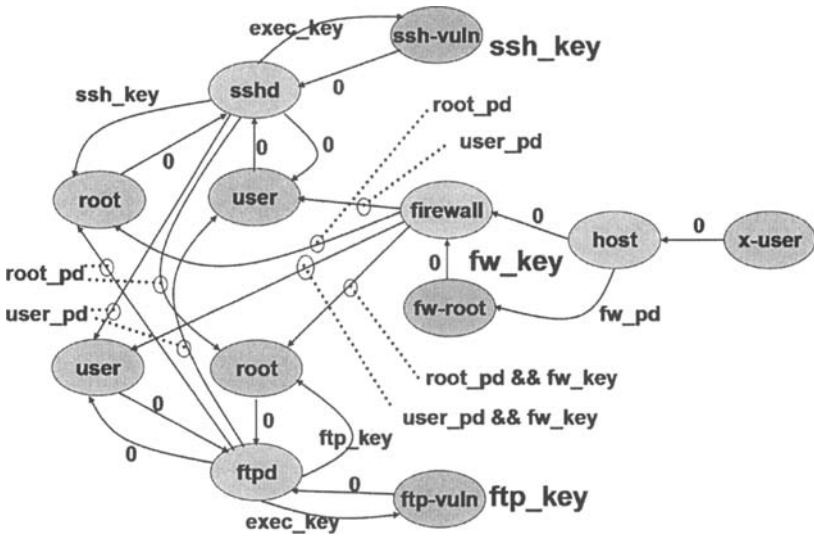 exec_key
ssh-vuln
ssh_key
sshd
0
ssh_key
root_pd
0
0
0
user_pd
root
user
firewall
0
host
0
x-user
root_pd
0
fw_key
user_pd
fw-root
fw_pd
user
root
root_pd && fw_key
0
0
user_pd && fw_key
0
ftp_key
ftpd
0
ftp-vuln
ftp_key
exec_key